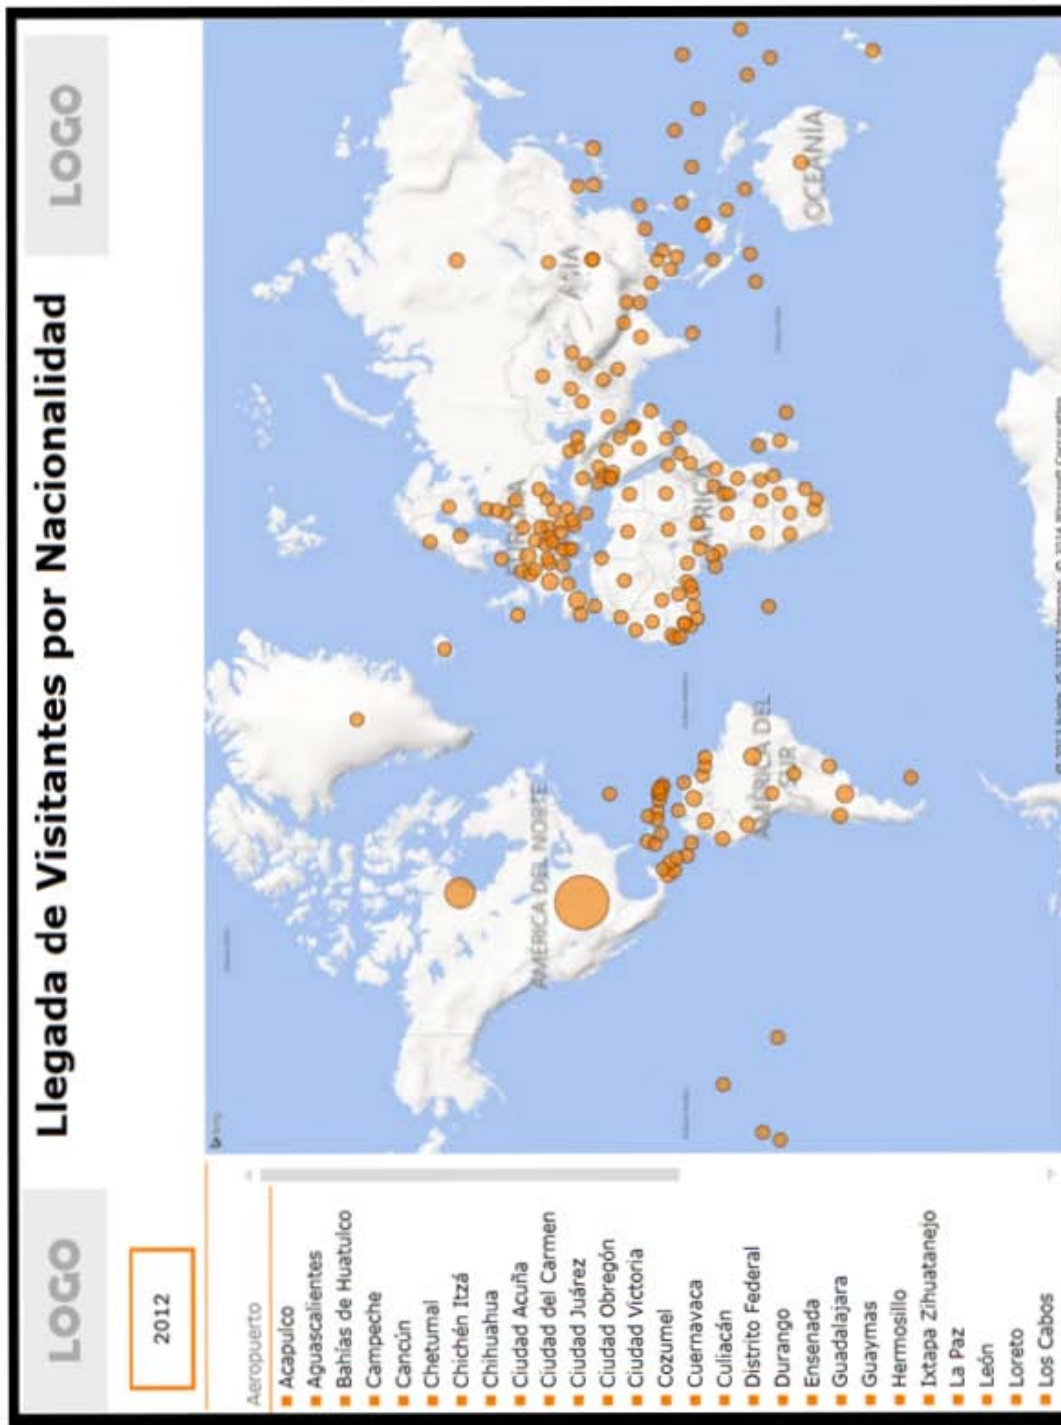 LOGO
Llegada de Visitantes por Nacionalidad
LOGO
2012
Aeropuerto
Acapulco
Aguascalientes
Bahías de Huatulco
Campeche
Cancún
Chetumal
Chichén Itzá
Chihuahua
Ciudad Acuña
Ciudad del Carmen
Ciudad Juárez
Ciudad Obregón
Ciudad Victoria
Cozumel
Cuernavaca
Culiacán
Distrito Federal
Durango
Ensenada
Guadalajara
Guaymas
Hermosillo
Ixtapa Zihuatanejo
La Paz
León
Loreto
Los Cabos
AMÉRICA DEL NORTE
AMÉRICA DEL
SUR
ASIA
OCEANÍA